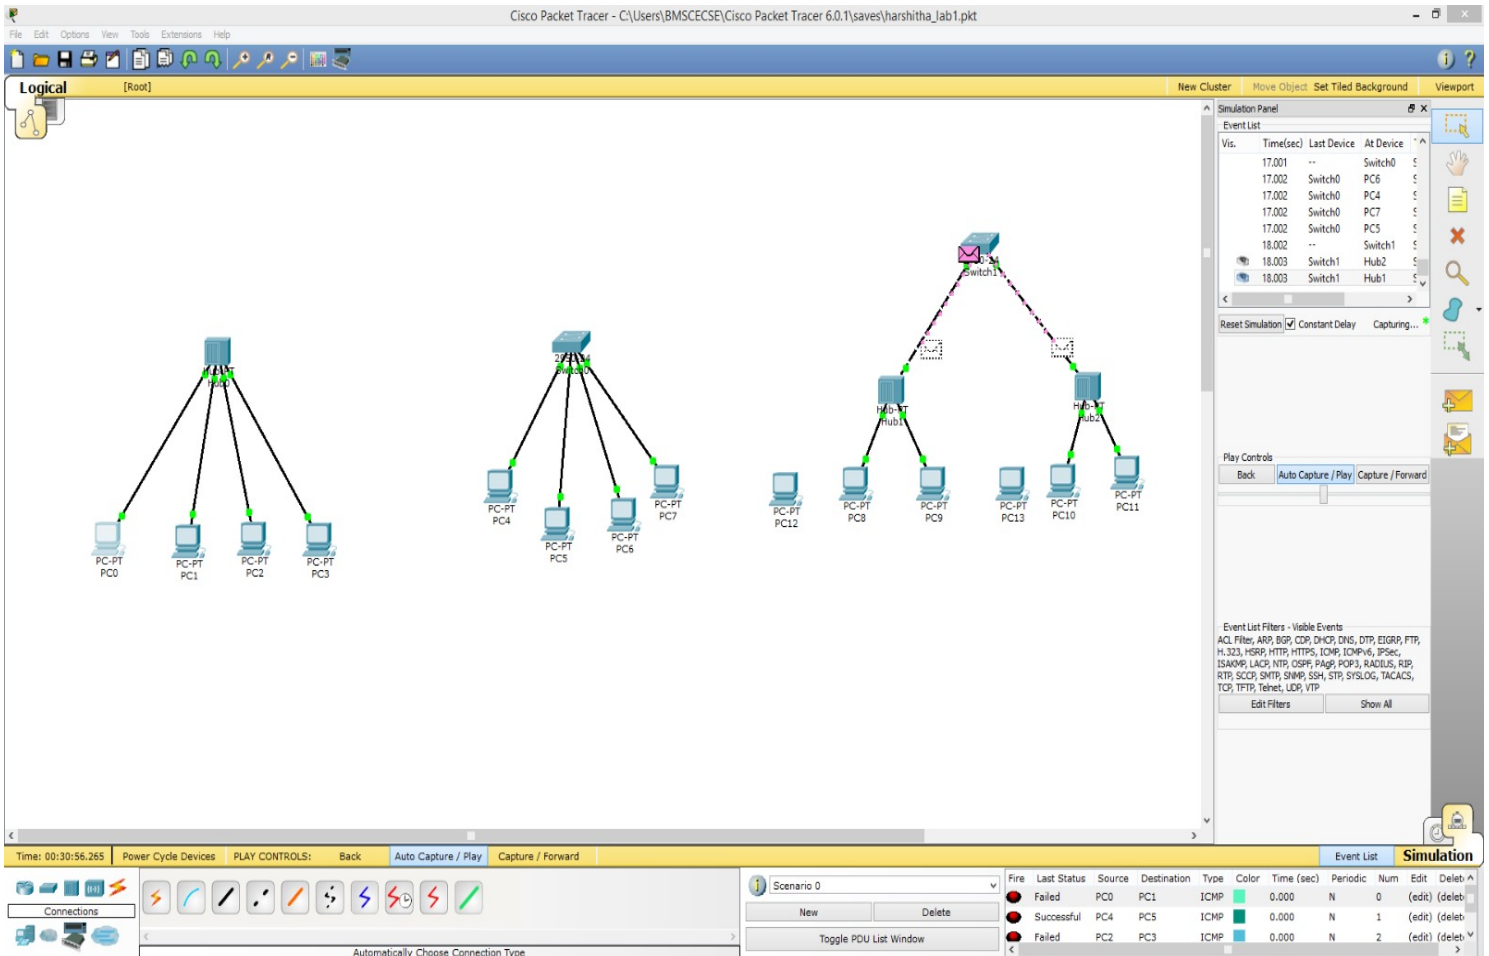 Cisco Packet Tracer - C:\Users\BMSCECSE\Cisco Packet Tracer 6.0.1\saves\harshitha_lab1.pkt
File Edit Options View Tools Extensions Help
Logical [Root] New Cluster Move Object Set Tiled Background Viewport
Simulation Panel
Event List
Vis. Time(sec) Last Device At Device
17.001 -- Switch0 S
17.002 Switch0 PC6 S
17.002 Switch0 PC4 S
17.002 Switch0 PC7 S
17.002 Switch0 PC5 S
18.002 -- Switch1 S
18.003 Switch1 Hub2 S
18.003 Switch1 Hub1 S
Reset Simulation Constant Delay Capturing... *
Play Controls
Back Auto Capture / Play Capture / Forward
Event List Filters - Visible Events
ACL Filter, ARP, BGP, CDP, DHCP, DNS, DTP, EIGRP, FTP,
H.323, HSRP, HTTP, HTTPS, ICMP, ICMPv6, IPSec,
ISAKMP, LACP, NTP, OSPF, PAgP, POP3, RADIUS, RIP,
RTP, SCCP, SMTP, SNMP, SSH, STP, SYSLOG, TACACS,
TCP, TFTP, Telnet, UDP, VTP
Edit Filters Show All
Hub0
PC-PT
PC0
PC-PT
PC1
PC-PT
PC2
PC-PT
PC3
Switch0
PC-PT
PC4
PC-PT
PC5
PC-PT
PC6
PC-PT
PC7
Switch1
Hub-PT
Hub1
Hub-PT
Hub2
PC-PT
PC12
PC-PT
PC8
PC-PT
PC9
PC-PT
PC13
PC-PT
PC10
PC-PT
PC11
Time: 00:30:56.265 Power Cycle Devices PLAY CONTROLS: Back Auto Capture / Play Capture / Forward Event List Simulation
Connections
Automatically Choose Connection Type
Scenario 0
New Delete
Toggle PDU List Window
Fire Last Status Source Destination Type Color Time (sec) Periodic Num Edit Delet
Failed PC0 PC1 ICMP 0.000 N 0 (edit) (delet
Successful PC4 PC5 ICMP 0.000 N 1 (edit) (delet
Failed PC2 PC3 ICMP 0.000 N 2 (edit) (delet